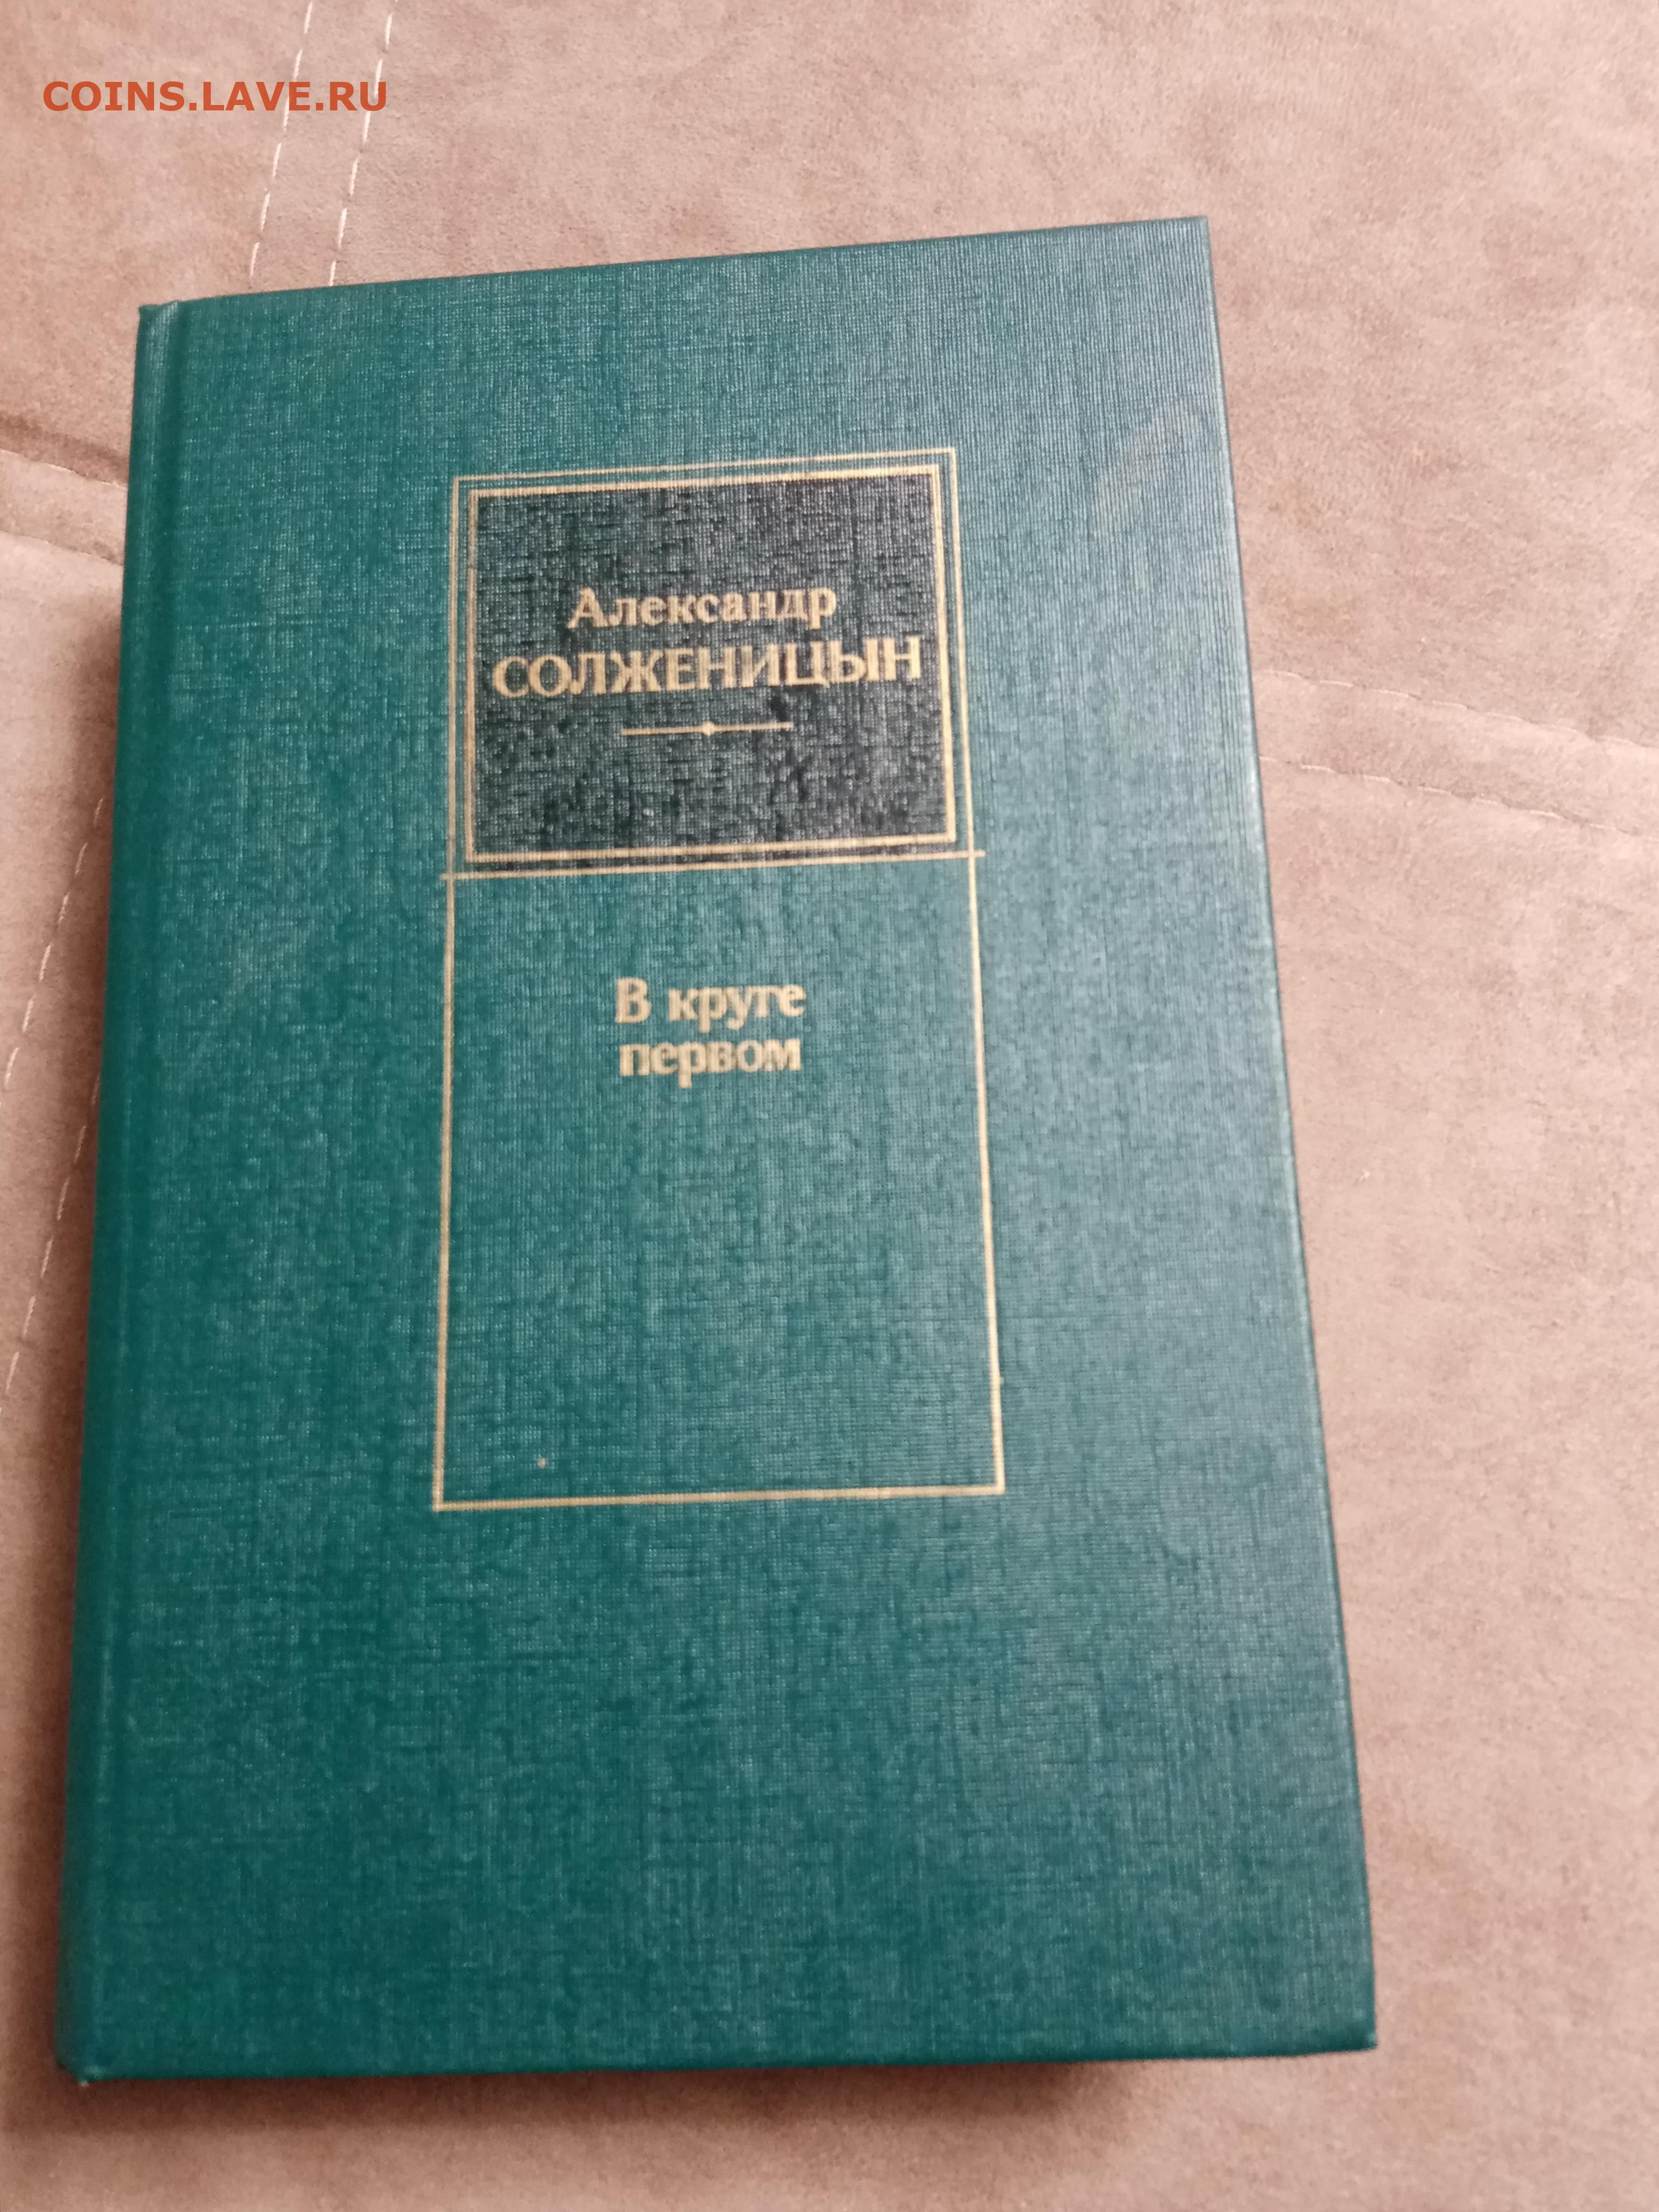 COINS.LAVE.RU
Александр
СОЛЖЕНИЦЫН
В круге
первом